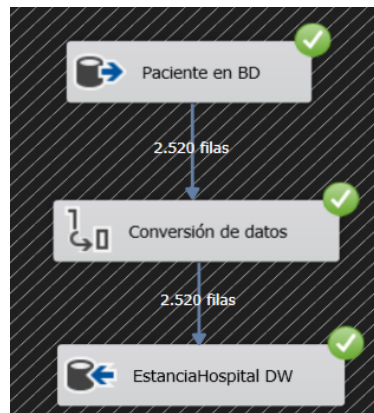 Paciente en BD
2.520 filas
Conversión de datos
2.520 filas
EstanciaHospital DW